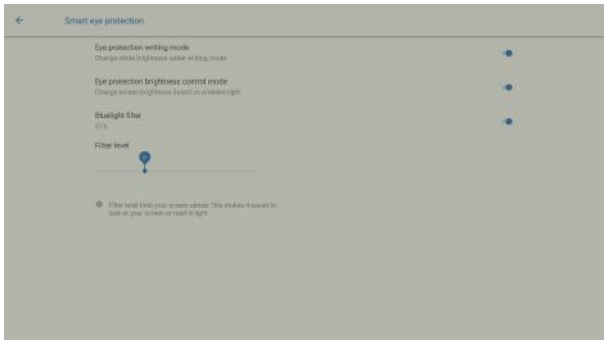 Smart eye protection
Eye protection writing mode
Change white brightness under writing mode
Eye protection brightness control mode
Change screen brightness based on ambient light
Bluelight filter
Filter level
Filter level tints your screen This makes it easier to
look at your screen or read in light